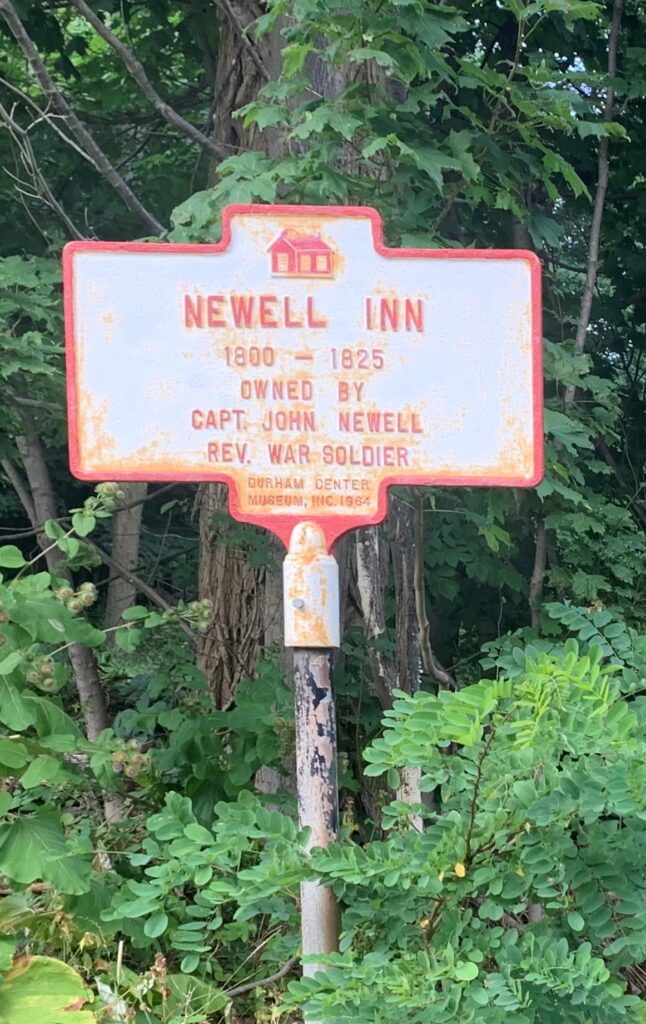 NEWELL INN
1800 — 1825
OWNED BY
CAPT. JOHN NEWELL
REV. WAR SOLDIER
DURHAM CENTER
MUSEUM, INC. 1964